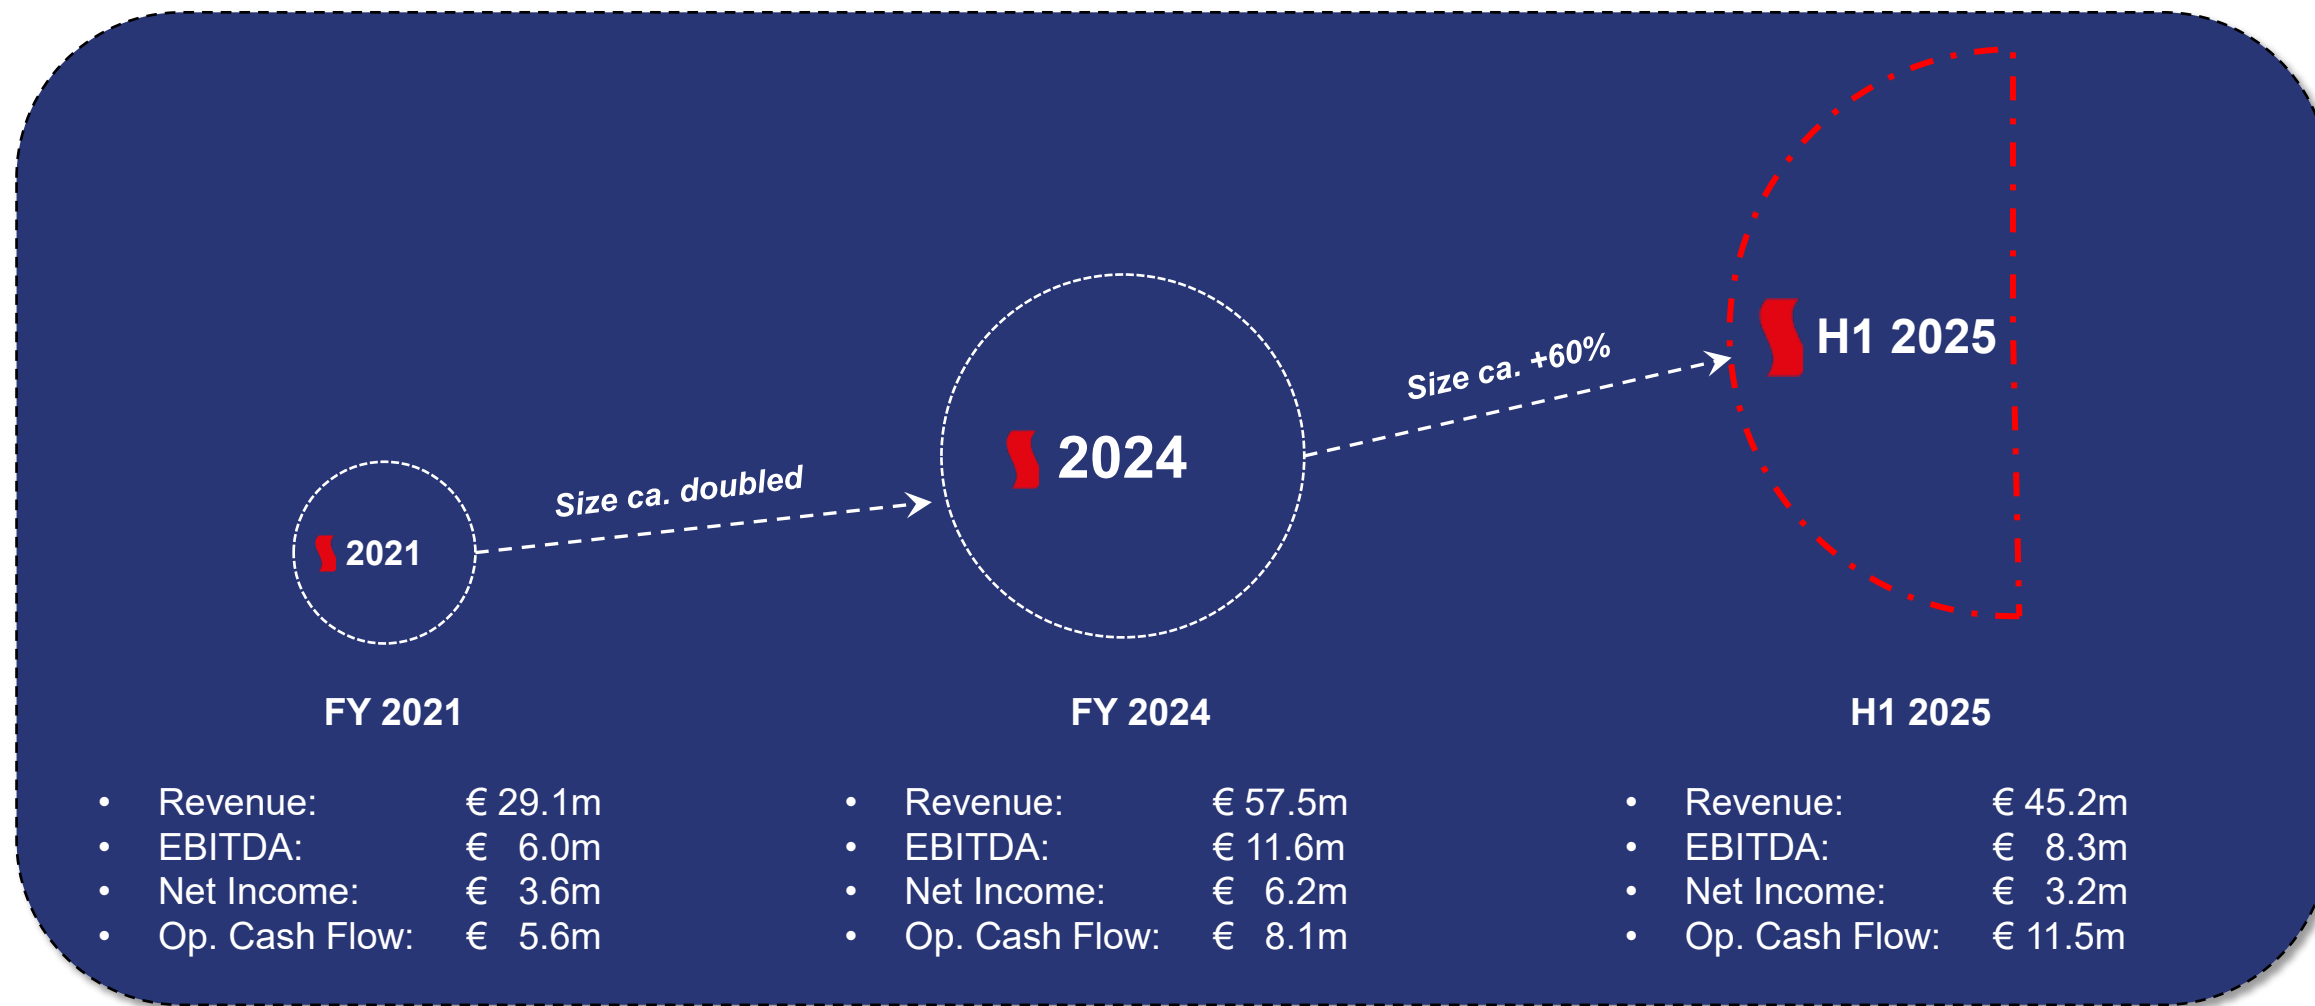 H1 2025
Size ca. +60%
2024
Size ca. doubled
2021
FY 2021
• Revenue: € 29.1m
• EBITDA: € 6.0m
• Net Income: € 3.6m
• Op. Cash Flow: € 5.6m
FY 2024
• Revenue: € 57.5m
• EBITDA: € 11.6m
• Net Income: € 6.2m
• Op. Cash Flow: € 8.1m
H1 2025
• Revenue: € 45.2m
• EBITDA: € 8.3m
• Net Income: € 3.2m
• Op. Cash Flow: € 11.5m